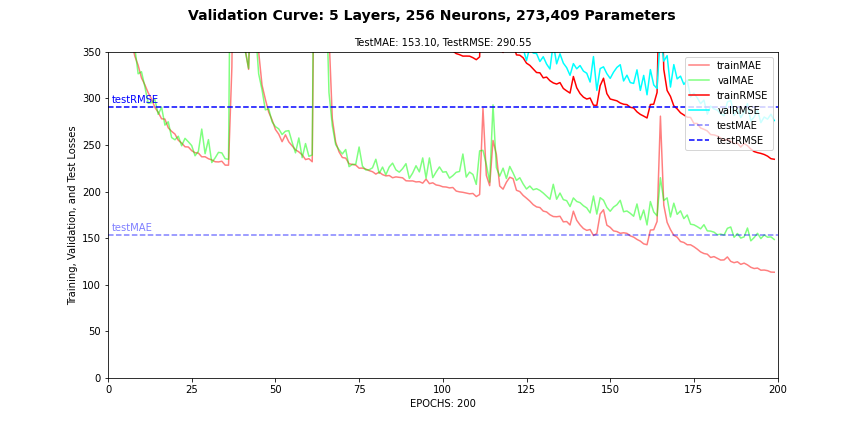 Validation Curve: 5 Layers, 256 Neurons, 273,409 Parameters
TestMAE: 153.10, TestRMSE: 290.55
Training, Validation, and Test Losses
350
300
250
200
150
100
50
0
testRMSE
testMAE
trainMAE
valMAE
trainRMSE
valRMSE
testMAE
testRMSE
0
25
50
75
100
125
150
175
200
EPOCHS: 200